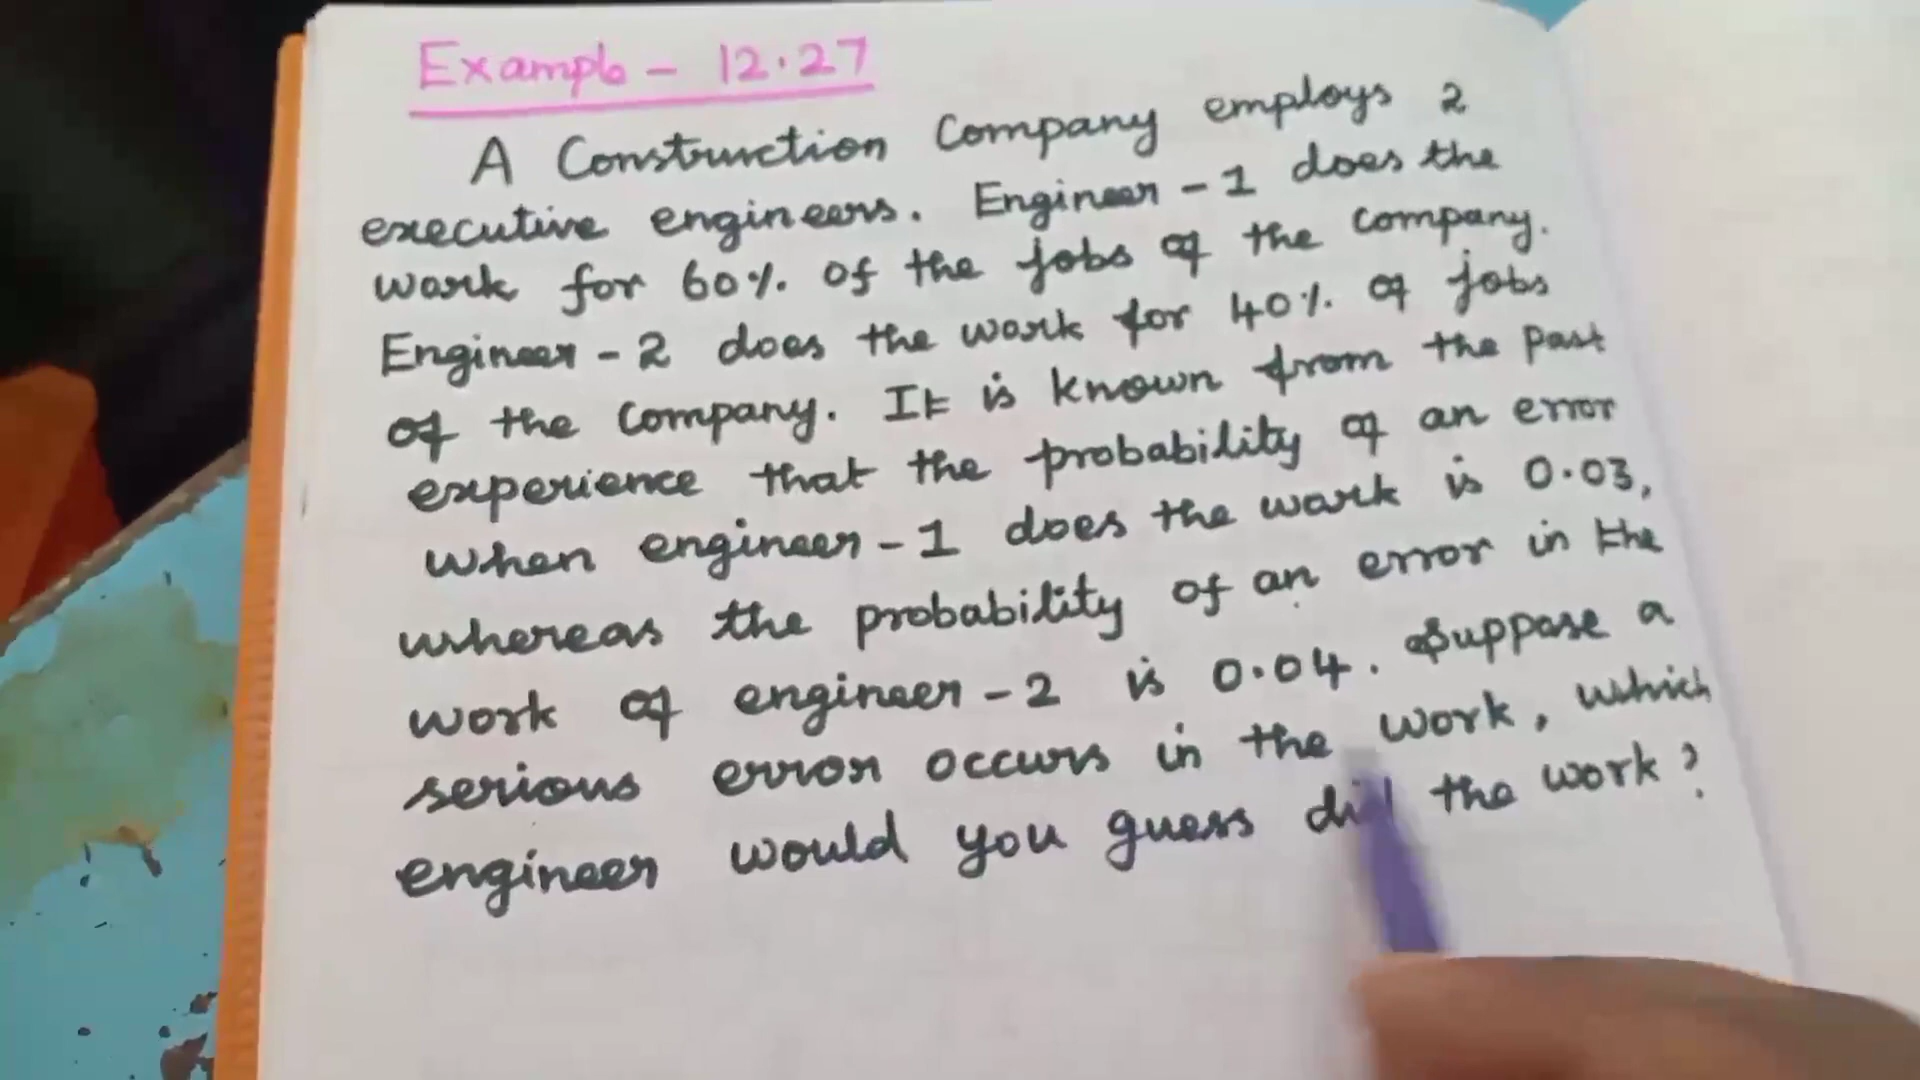 Example - 12.27
A Construction Company employs 2
executive engineers. Engineer - 1 does the
work for 60% of the jobs of the company.
Engineer - 2 does the work for 40% of jobs
of the company. It is known from the past
experience that the probability of an error
when engineer - 1 does the work is 0.03,
whereas the probability of an error in the
work of engineer - 2 is 0.04. Suppose a
serious error occurs in the work, which
engineer would you guess did the work?